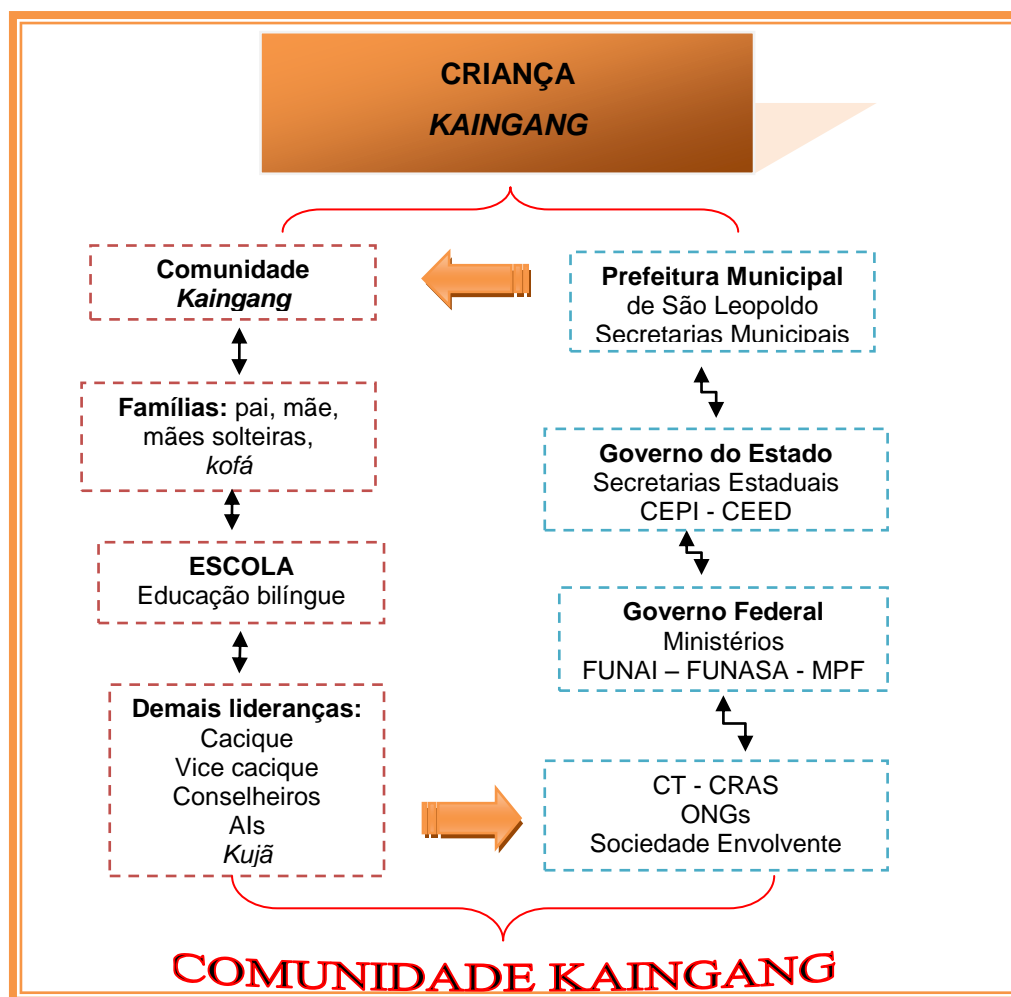 CRIANÇA
KAINGANG
Comunidade
Kaingang
Famílias: pai, mãe,
mães solteiras,
kofá
ESCOLA
Educação bilíngue
Demais lideranças:
Cacique
Vice cacique
Conselheiros
AIs
Kujã
Prefeitura Municipal
de São Leopoldo
Secretarias Municipais
Governo do Estado
Secretarias Estaduais
CEPI - CEED
Governo Federal
Ministérios
FUNAI – FUNASA - MPF
CT - CRAS
ONGs
Sociedade Envolvente
COMUNIDADE KAINGANG